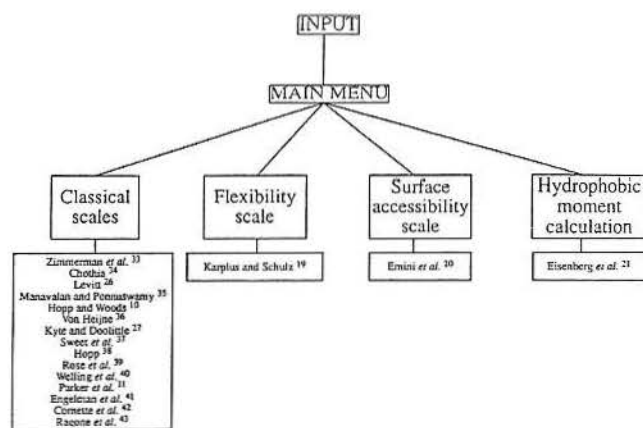 INPUT
MAIN MENU
Classical
scales
Flexibility
scale
Surface
accessibility
scale
Hydrophobic
moment
calculation
Zimmerman et al. 33
Chothia 34
Levitt 26
Manavalan and Ponnuswamy 35
Hopp and Woods 10
Von Heijne 36
Kyte and Doolittle 27
Sweet et al. 37
Hopp 38
Rose et al. 39
Welling et al. 40
Parker et al. 11
Engelman et al. 41
Cornette et al. 42
Ragone et al. 43
Karplus and Schulz 19
Emini et al. 20
Eisenberg et al. 21